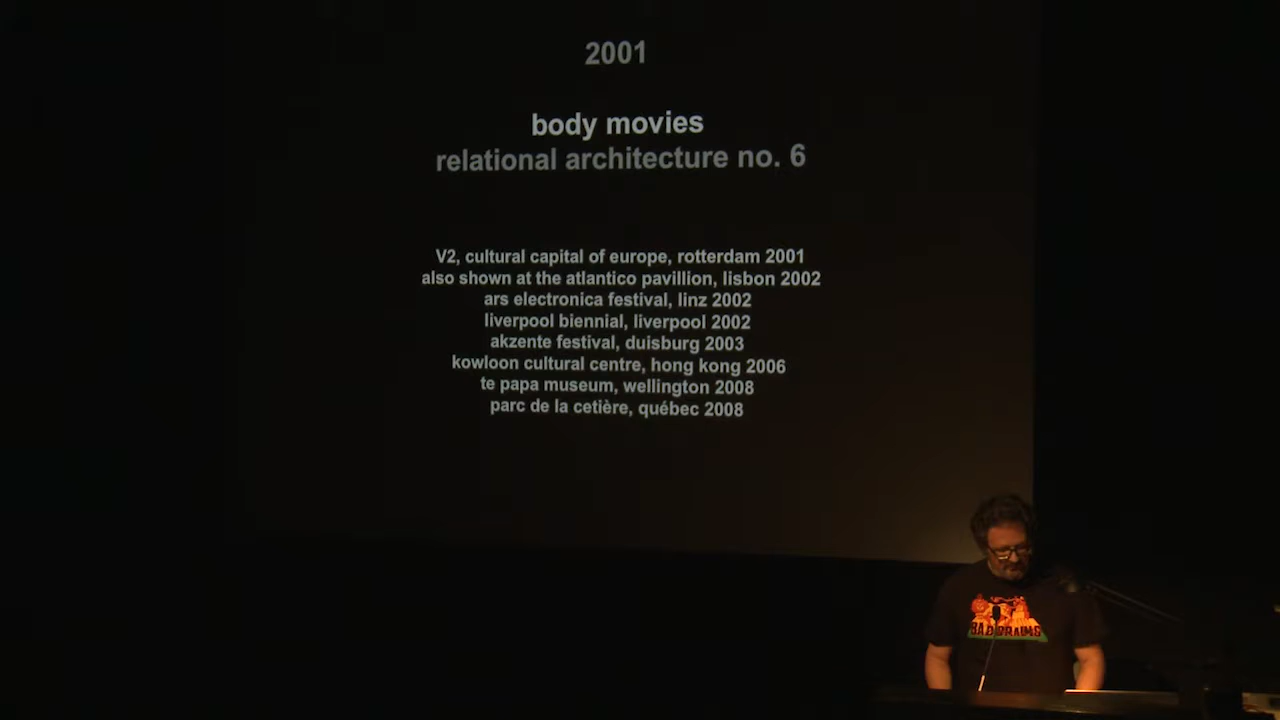 2001
body movies
relational architecture no. 6
V2, cultural capital of europe, rotterdam 2001
also shown at the atlantico pavillion, lisbon 2002
ars electronica festival, linz 2002
liverpool biennial, liverpool 2002
akzente festival, duisburg 2003
kowloon cultural centre, hong kong 2006
te papa museum, wellington 2008
parc de la cetière, québec 2008
BAD BRAINS